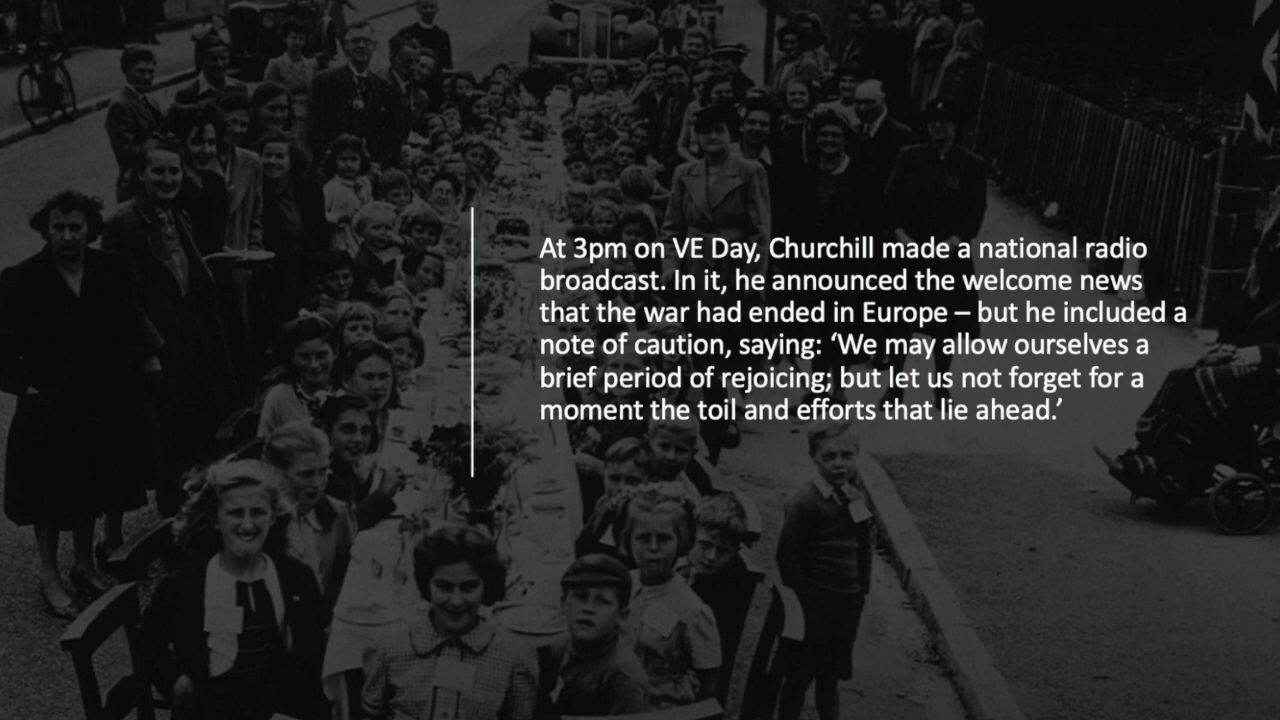 At 3pm on VE Day, Churchill made a national radio
broadcast. In it, he announced the welcome news
that the war had ended in Europe – but he included a
note of caution, saying: ‘We may allow ourselves a
brief period of rejoicing; but let us not forget for a
moment the toil and efforts that lie ahead.’